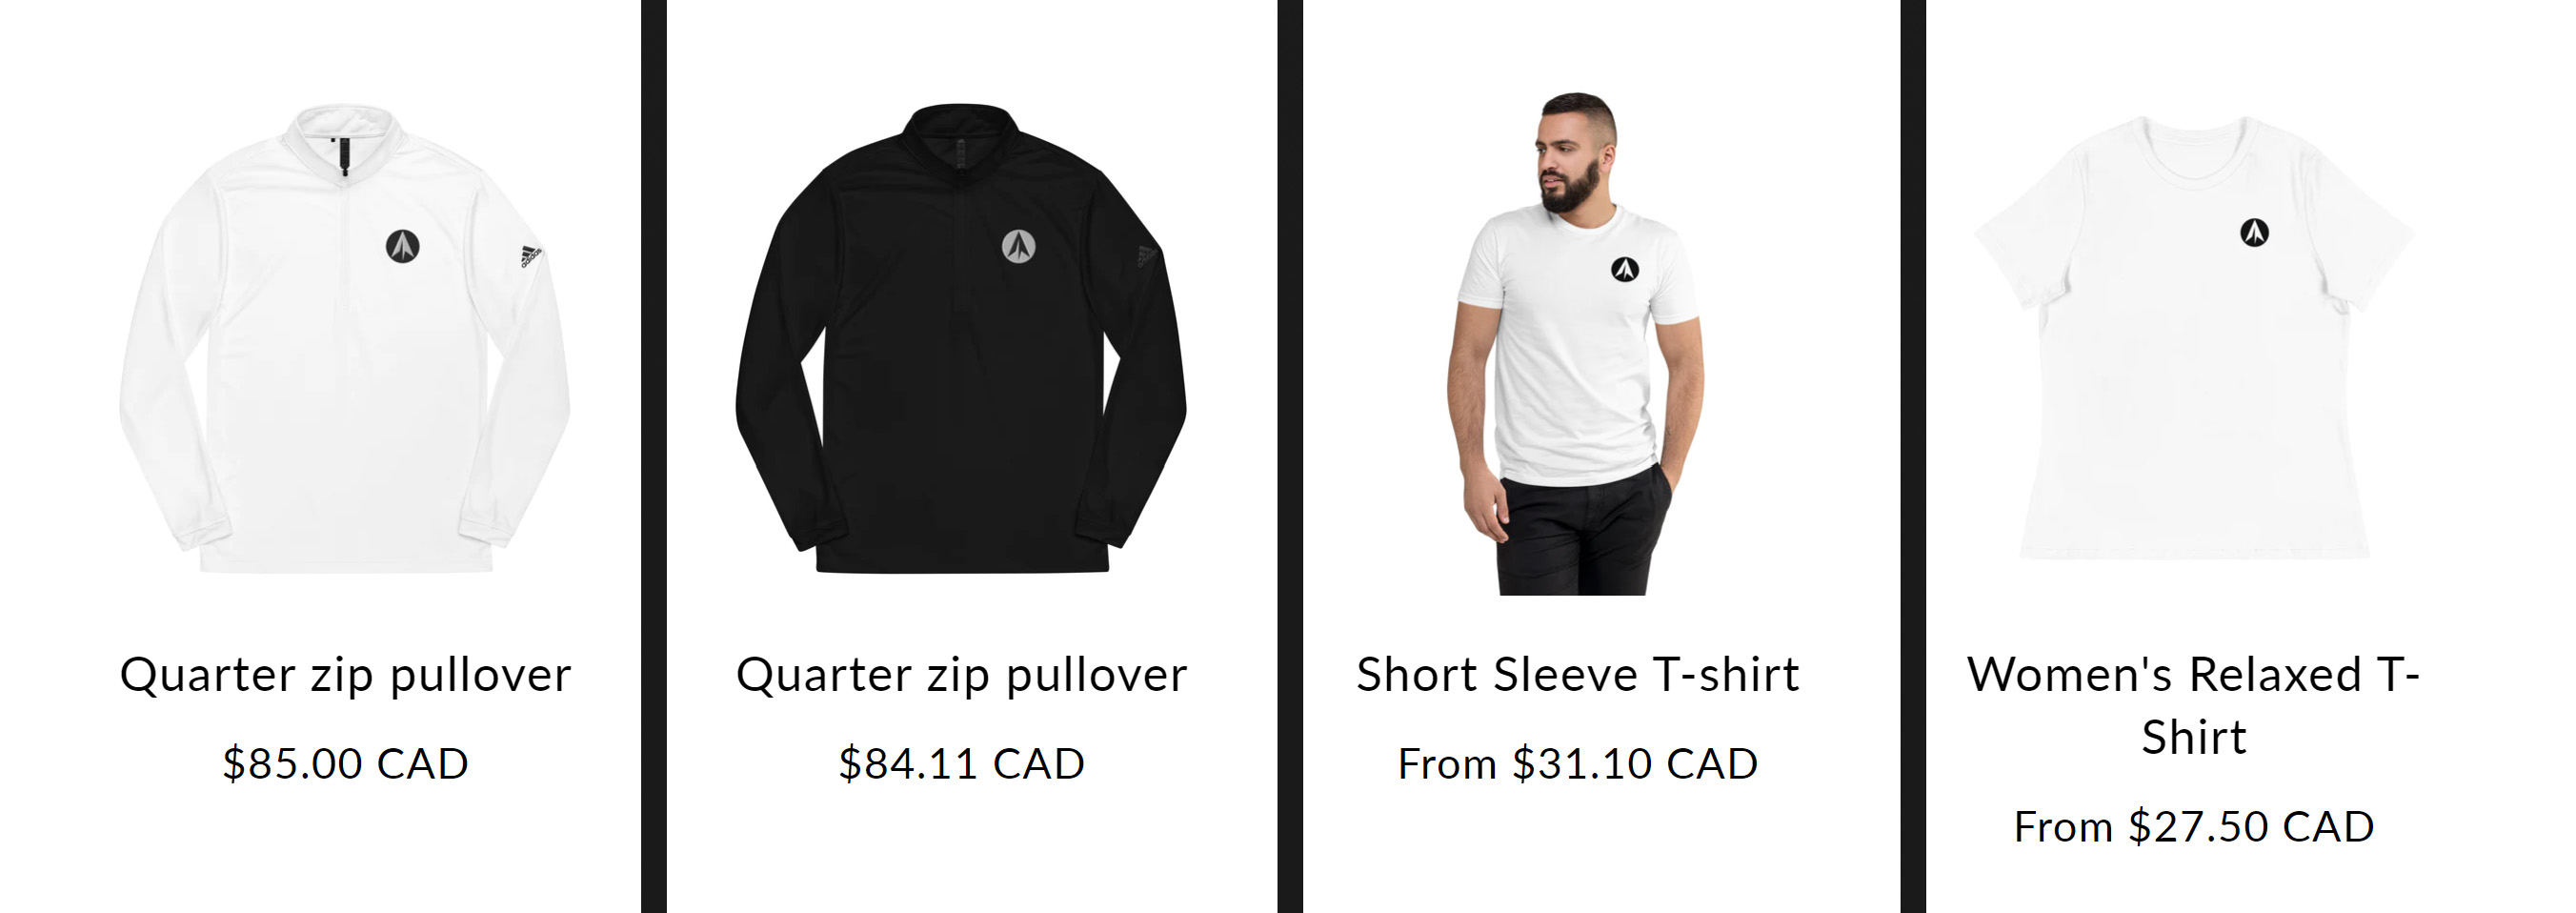 adidas
Quarter zip pullover
$85.00 CAD
Quarter zip pullover
$84.11 CAD
Short Sleeve T-shirt
From $31.10 CAD
Women's Relaxed T-
Shirt
From $27.50 CAD